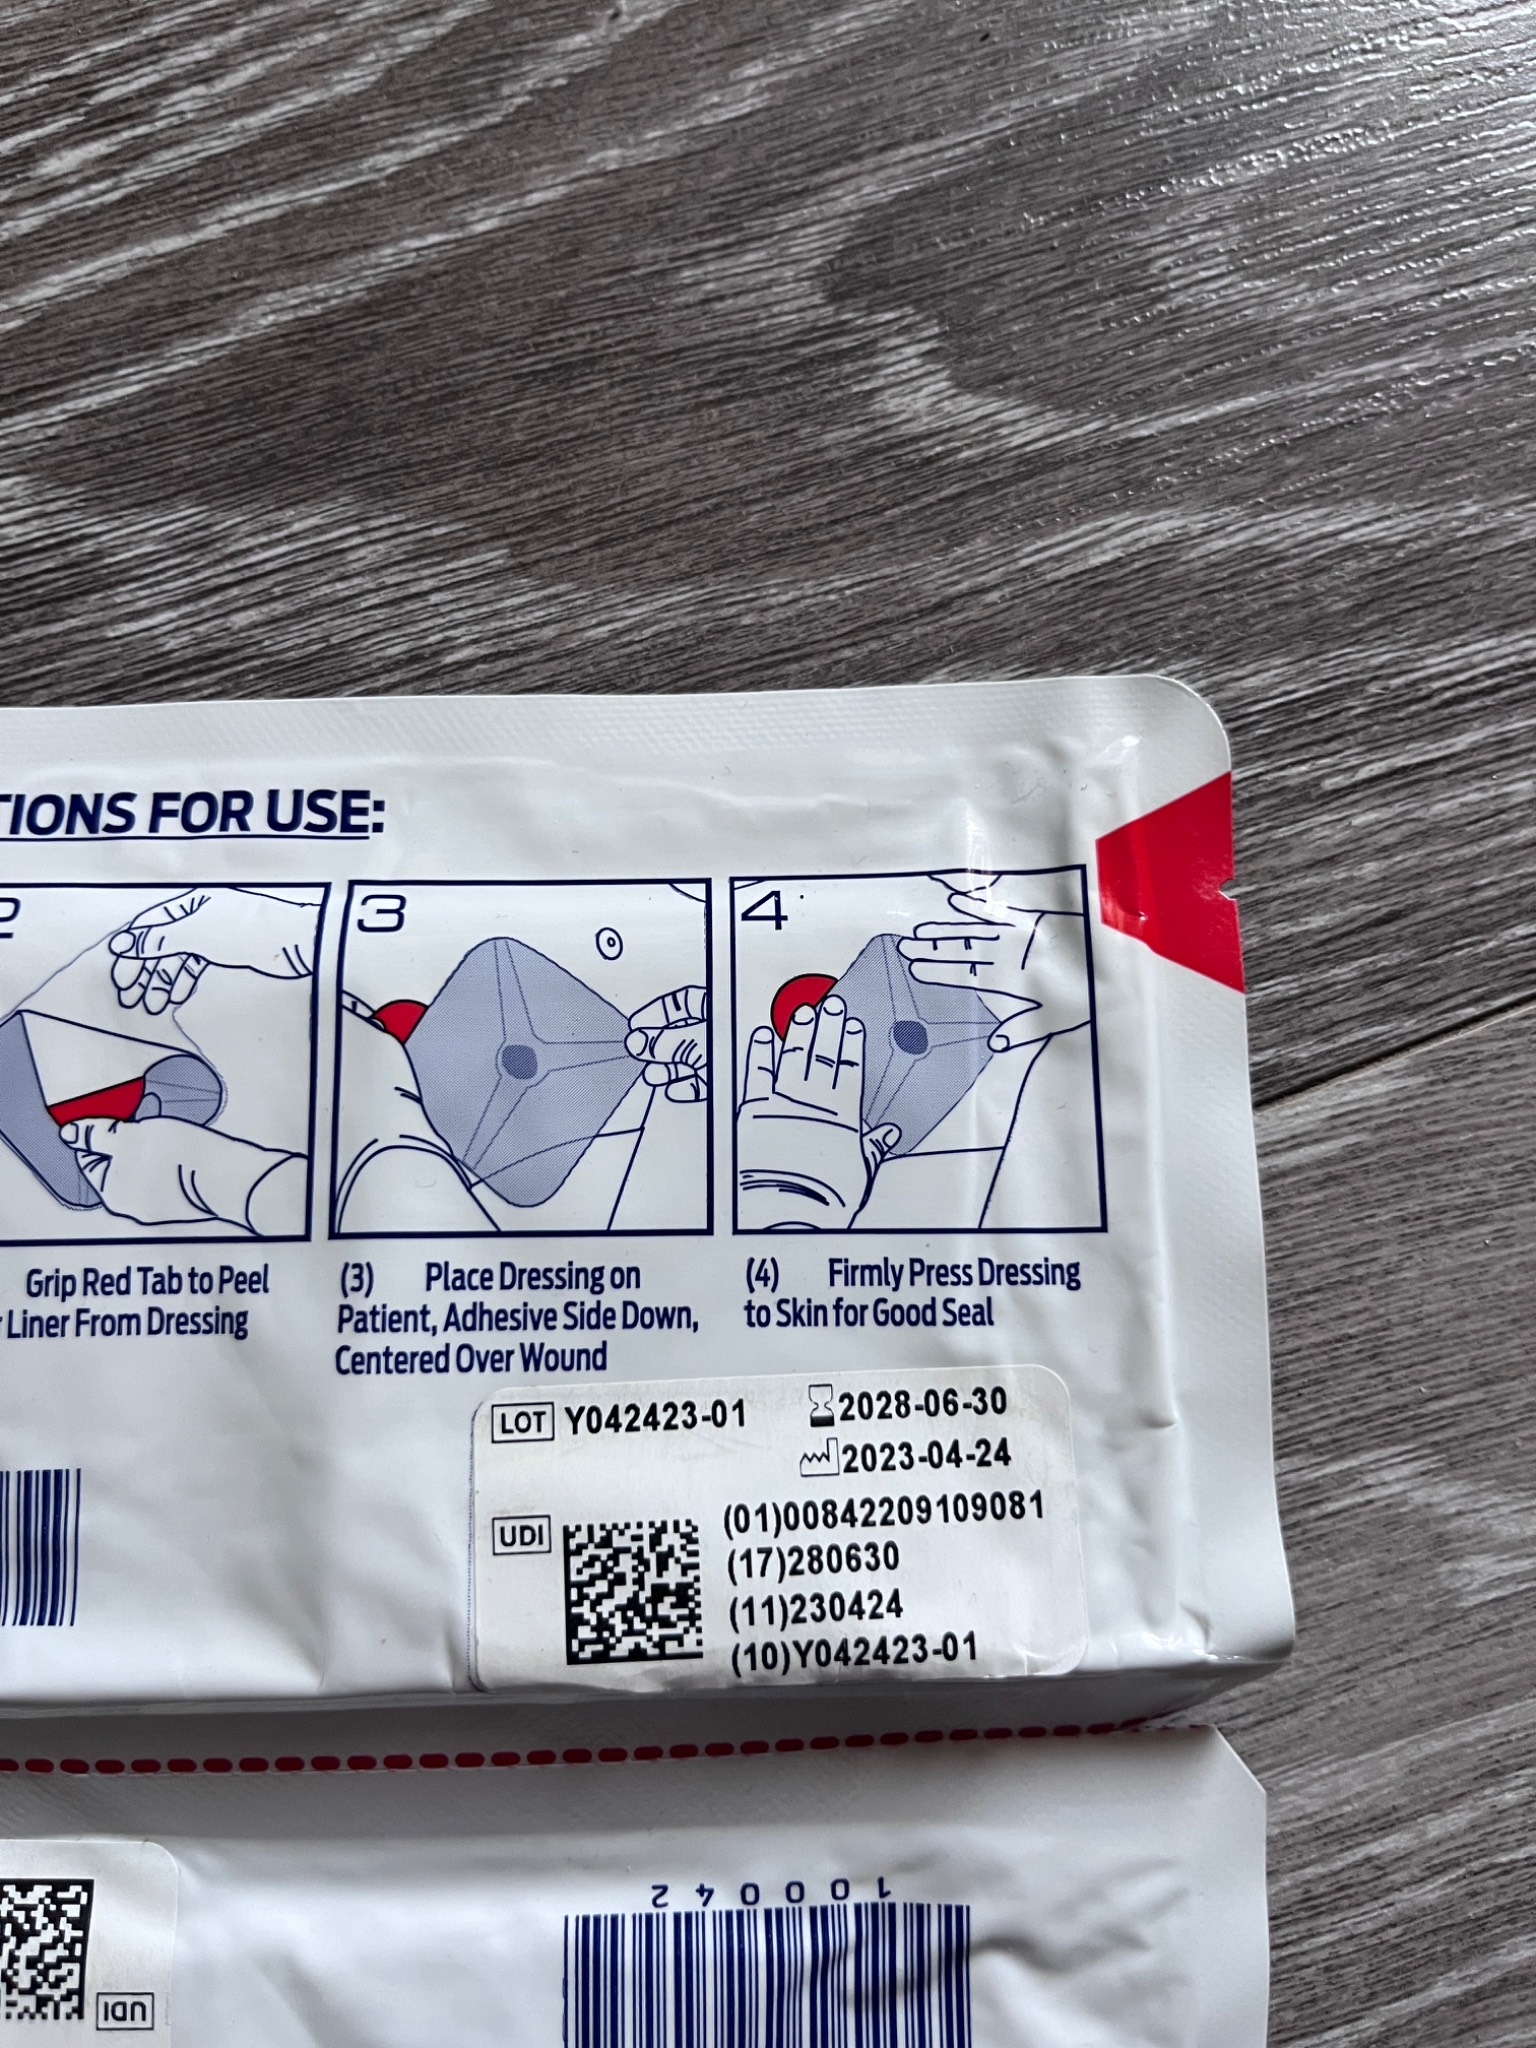 TIONS FOR USE:
2
3
4
Grip Red Tab to Peel
Liner From Dressing
(3) Place Dressing on
Patient, Adhesive Side Down,
Centered Over Wound
(4) Firmly Press Dressing
to Skin for Good Seal
LOT Y042423-01
2028-06-30
2023-04-24
UDI
(01)00842209109081
(17)280630
(11)230424
(10)Y042423-01
100042
UDI